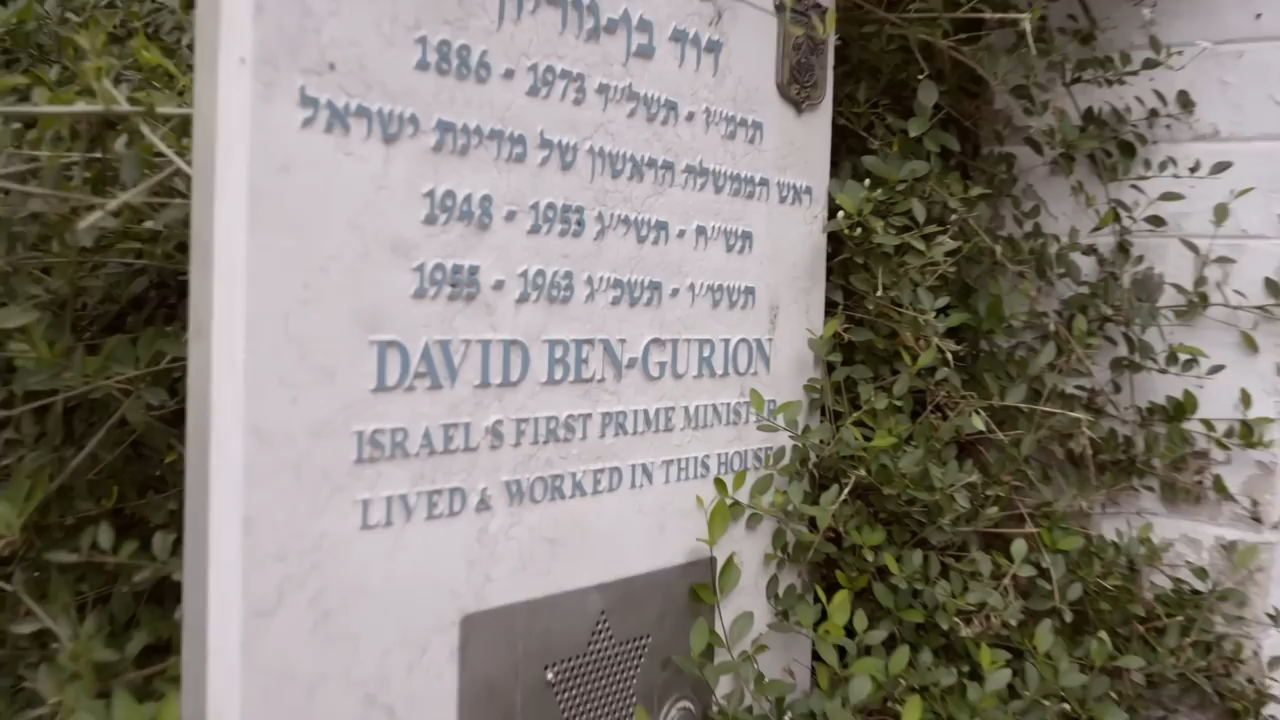 דוד בן-גוריון
תרמ״ו - תשל״ד 1973 - 1886
ראש הממשלה הראשון של מדינת ישראל
תש״ח - תשי״ג 1953 - 1948
תשט״ו - תשכ״ג 1963 - 1955
DAVID BEN-GURION
ISRAEL'S FIRST PRIME MINISTER
LIVED & WORKED IN THIS HOUSE